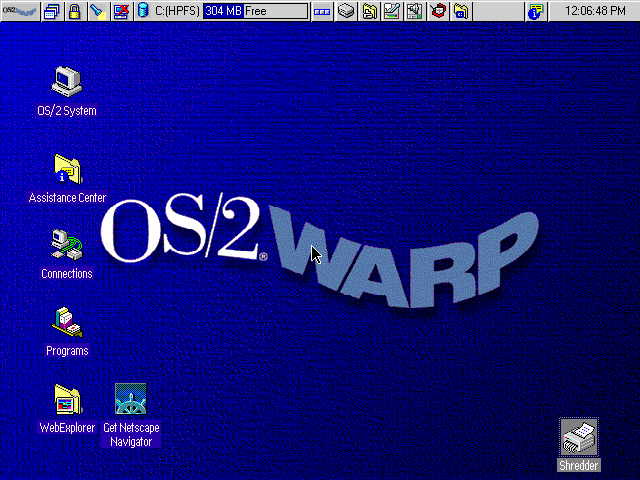 OS/2 WARP
C:(HPFS) 304 MB Free
12:06:48 PM
OS/2 System
Assistance Center
OS/2® WARP
Connections
Programs
WebExplorer
Get Netscape
Navigator
Shredder